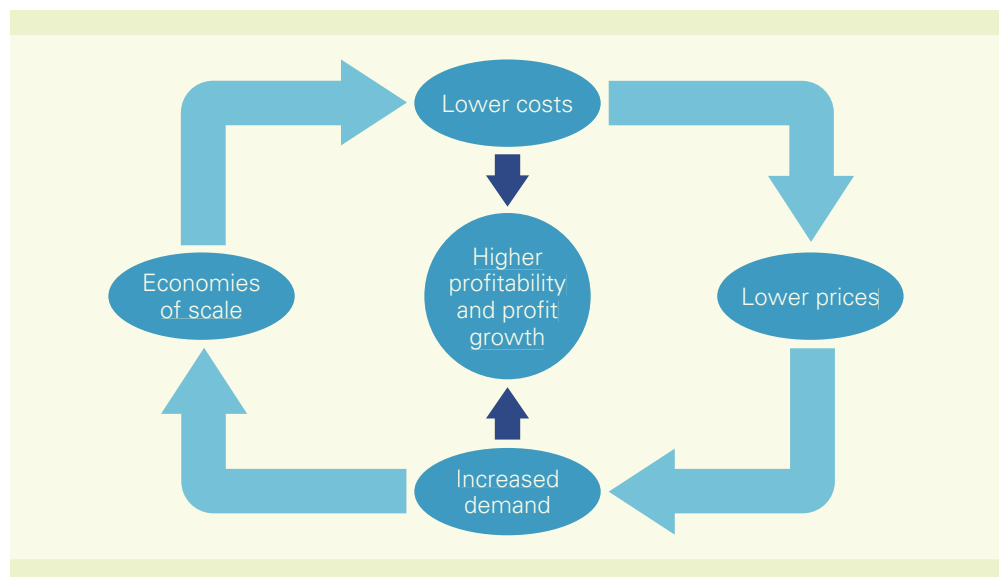 Lower costs
Higher
profitability
and profit
growth
Economies
of scale
Lower prices
Increased
demand